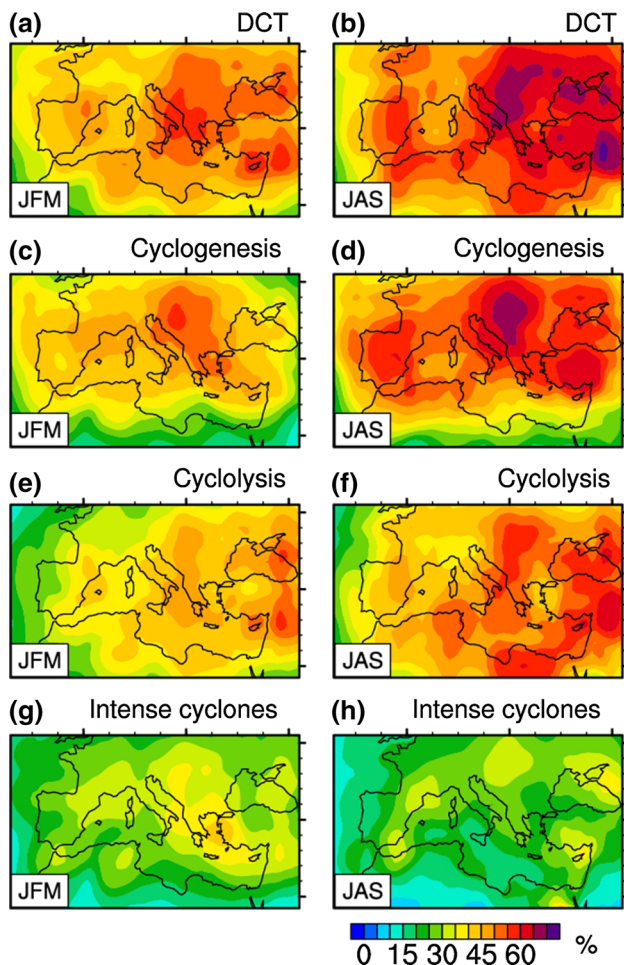 (a) DCT
(b) DCT
JFM
JAS
(c) Cyclogenesis
(d) Cyclogenesis
JFM
JAS
(e) Cyclolysis
(f) Cyclolysis
JFM
JAS
(g) Intense cyclones
(h) Intense cyclones
JFM
JAS
0 15 30 45 60 %